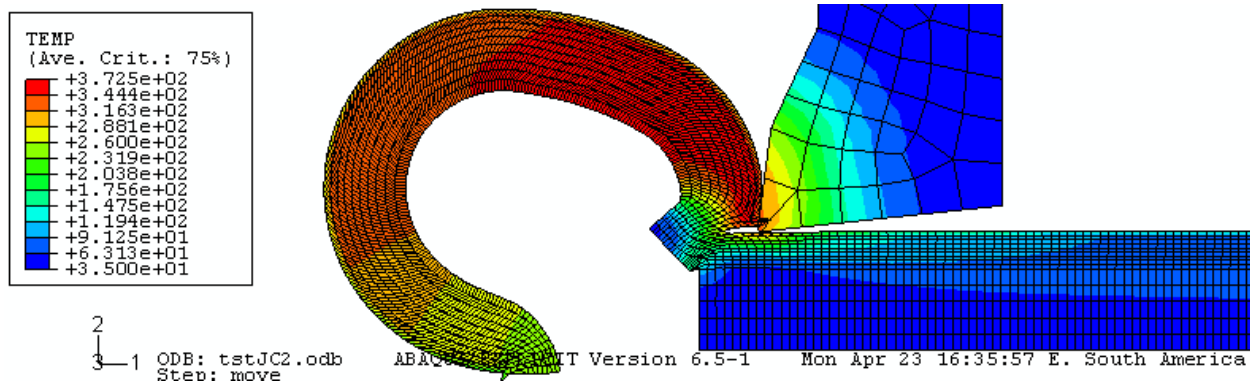 TEMP
(Ave. Crit.: 75%)
+3.725e+02
+3.444e+02
+3.163e+02
+2.881e+02
+2.600e+02
+2.319e+02
+2.038e+02
+1.756e+02
+1.475e+02
+1.194e+02
+9.125e+01
+6.313e+01
+3.500e+01
2
3 1
ODB: tstJC2.odb Version 6.5-1 Mon Apr 23 16:35:57 E. South America
Step: move